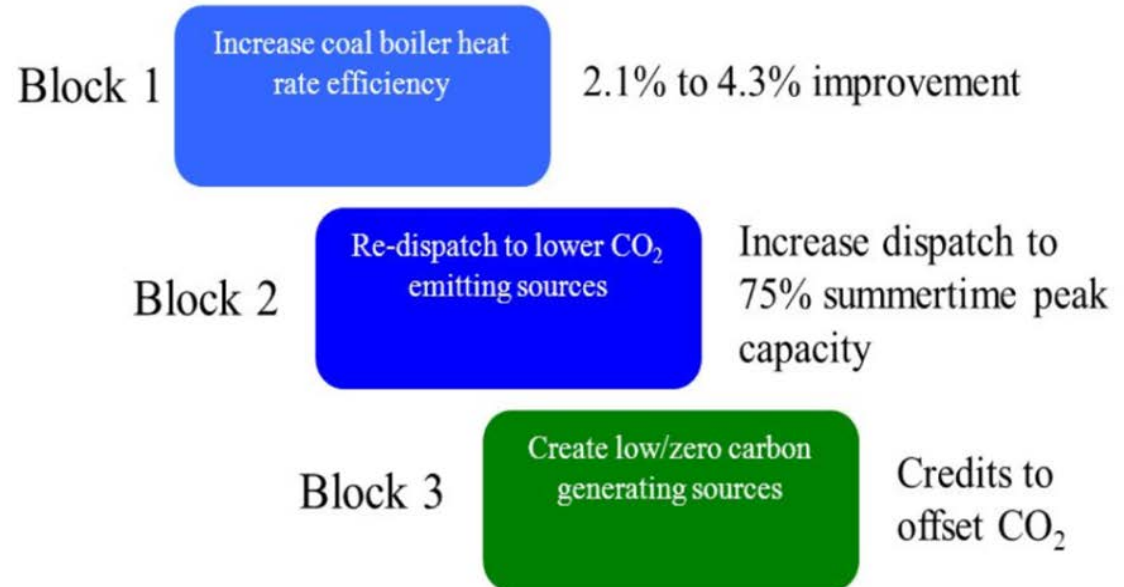 Block 1
Increase coal boiler heat
rate efficiency
2.1% to 4.3% improvement
Block 2
Re-dispatch to lower CO₂
emitting sources
Increase dispatch to
75% summertime peak
capacity
Block 3
Create low/zero carbon
generating sources
Credits to
offset CO₂